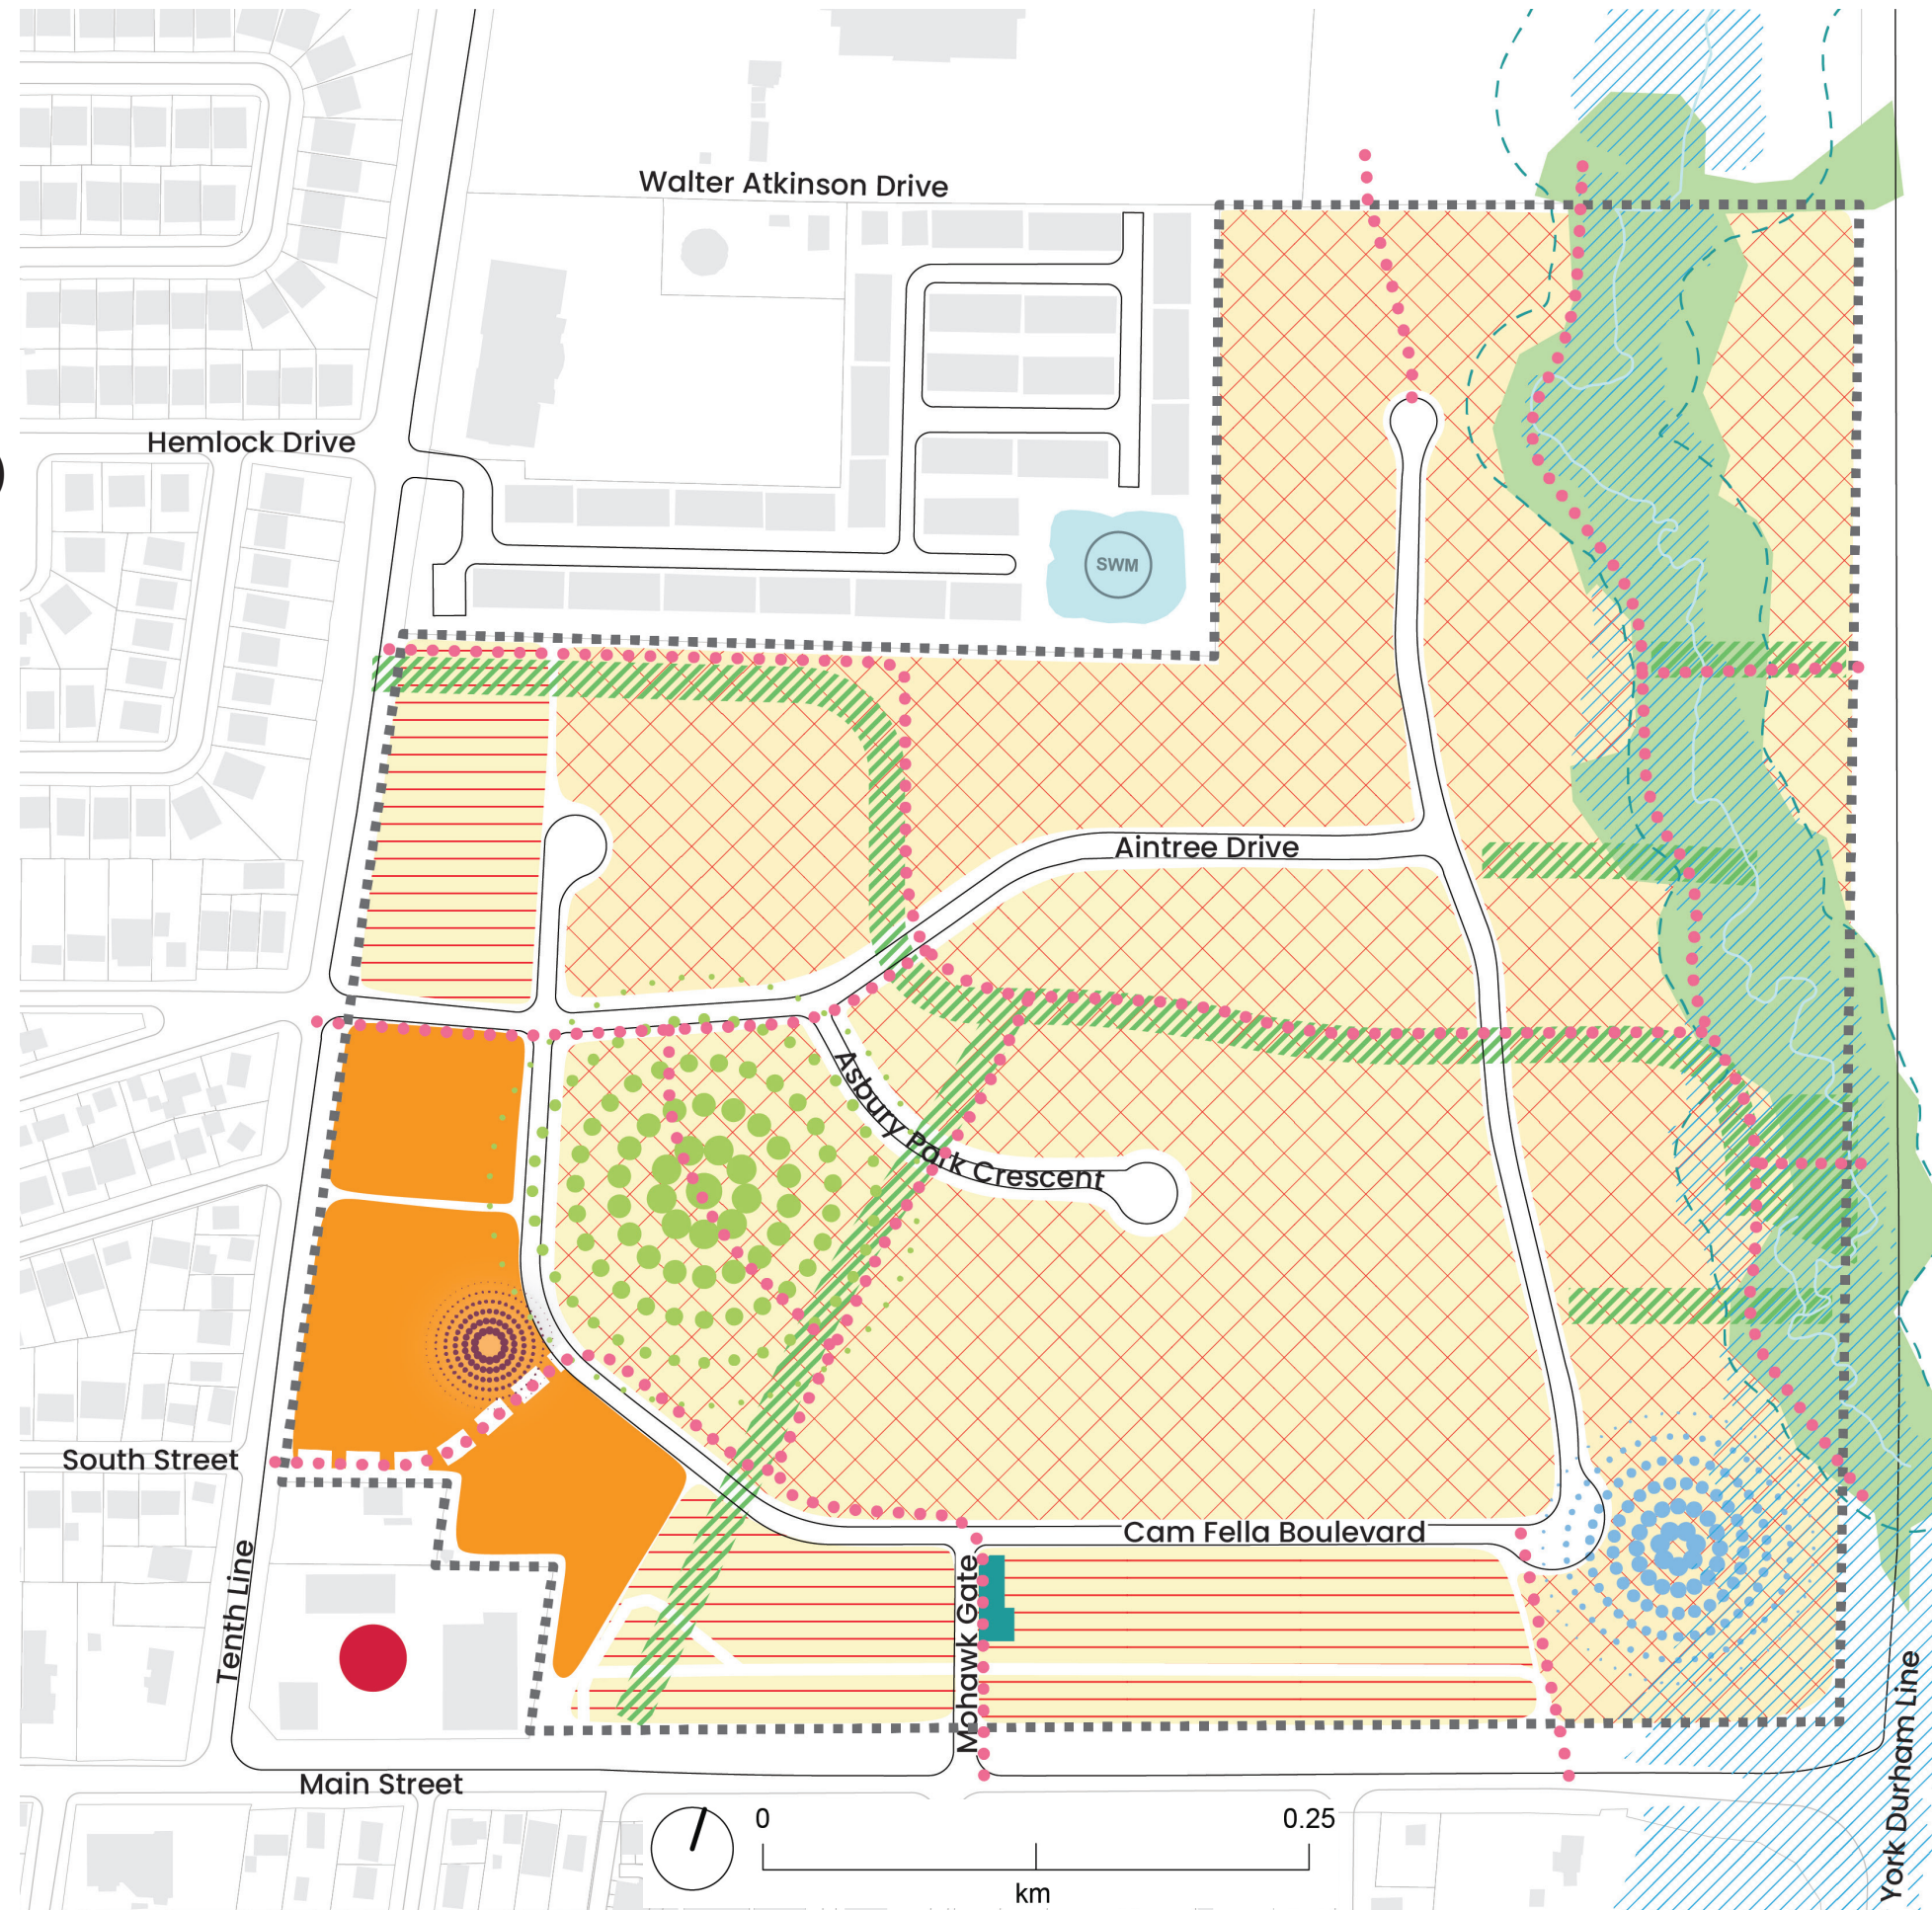 Walter Atkinson Drive
Hemlock Drive
SWM
Aintree Drive
Asbury Park Crescent
South Street
Cam Fella Boulevard
Tenth Line
Mohawk Gate
York Durham Line
Main Street
0 0.25
km